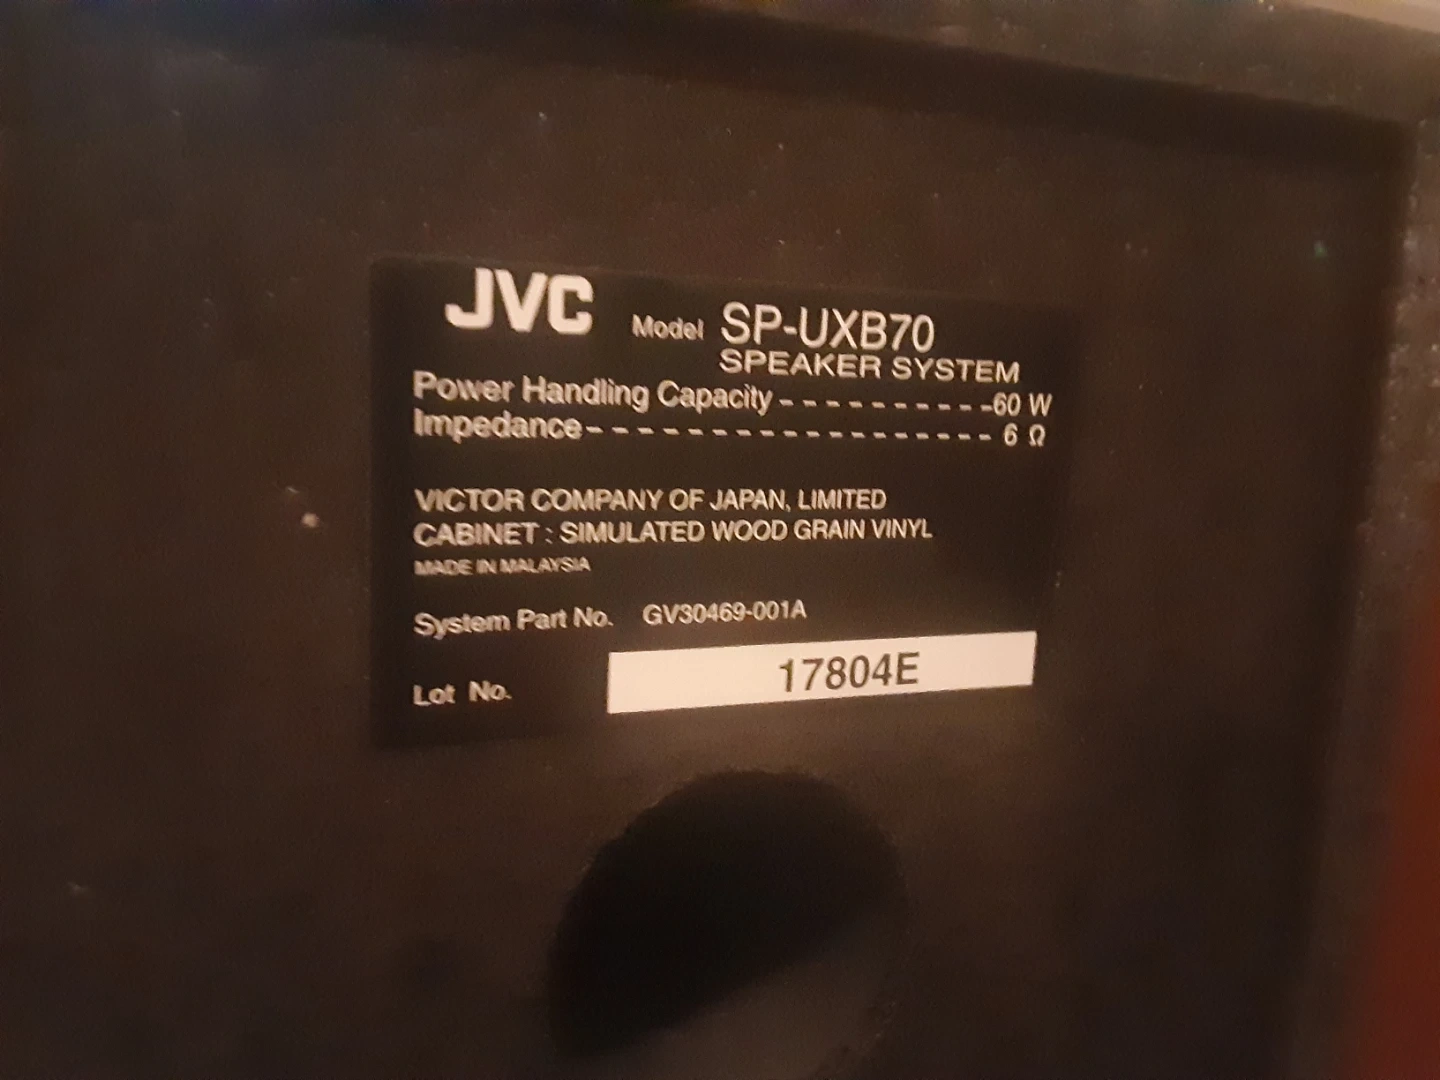 JVC Model SP-UXB70
SPEAKER SYSTEM
Power Handling Capacity - - - - - - - - - - -60 W
Impedance - - - - - - - - - - - - - - - - - 6 Ω
VICTOR COMPANY OF JAPAN, LIMITED
CABINET : SIMULATED WOOD GRAIN VINYL
MADE IN MALAYSIA
System Part No. GV30469-001A
Lot No. 17804E